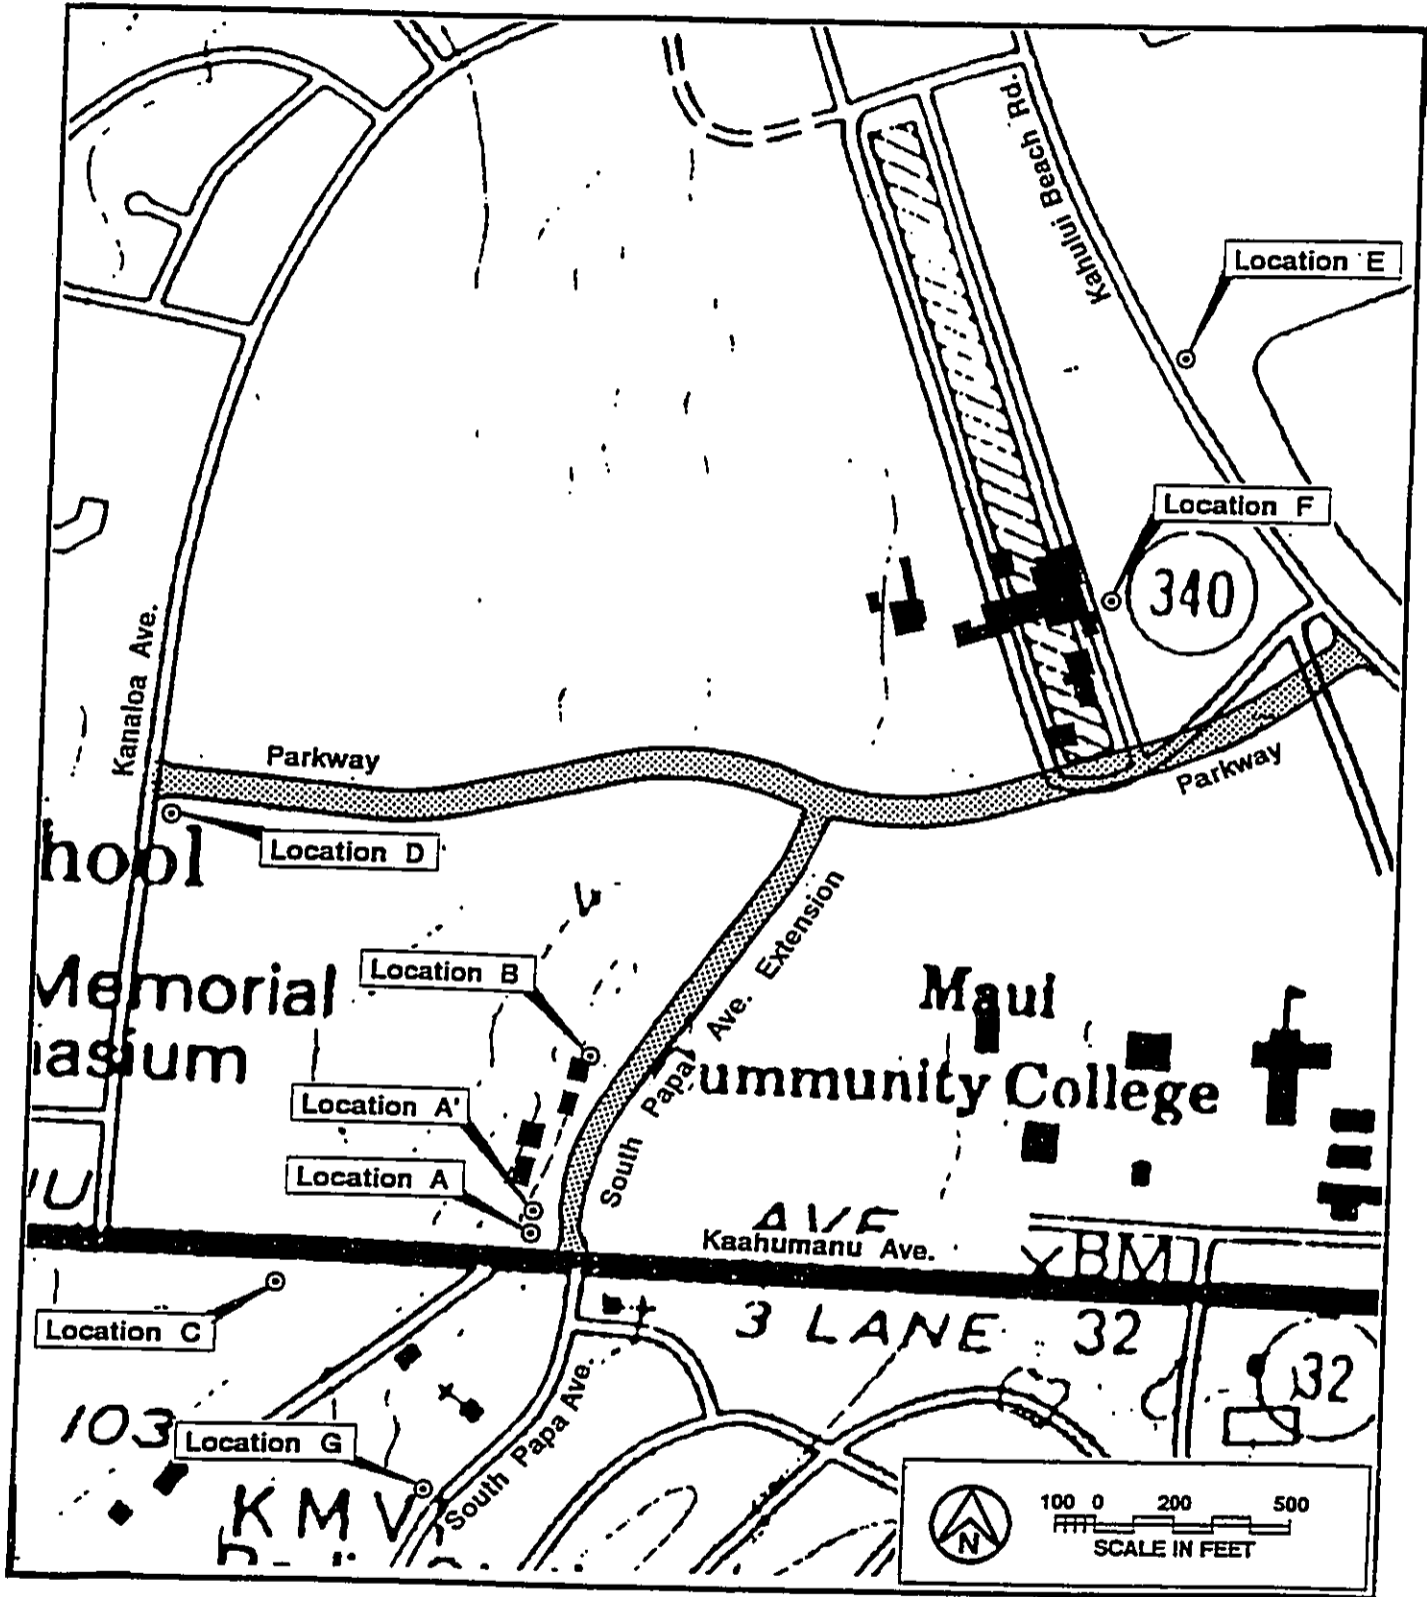 Kahului Beach Rd.
Location E
Location F
340
Kanaloa Ave.
Parkway
Parkway
Location D
hool
South Papa Ave. Extension
Location B
Memorial
Maui
asium
ummunity College
Location A'
Location A
AVE
Kaahumanu Ave.
BM
Location C
3 LANE 32
32
103
Location G
South Papa Ave.
KMV
N
100 0 200 500
SCALE IN FEET